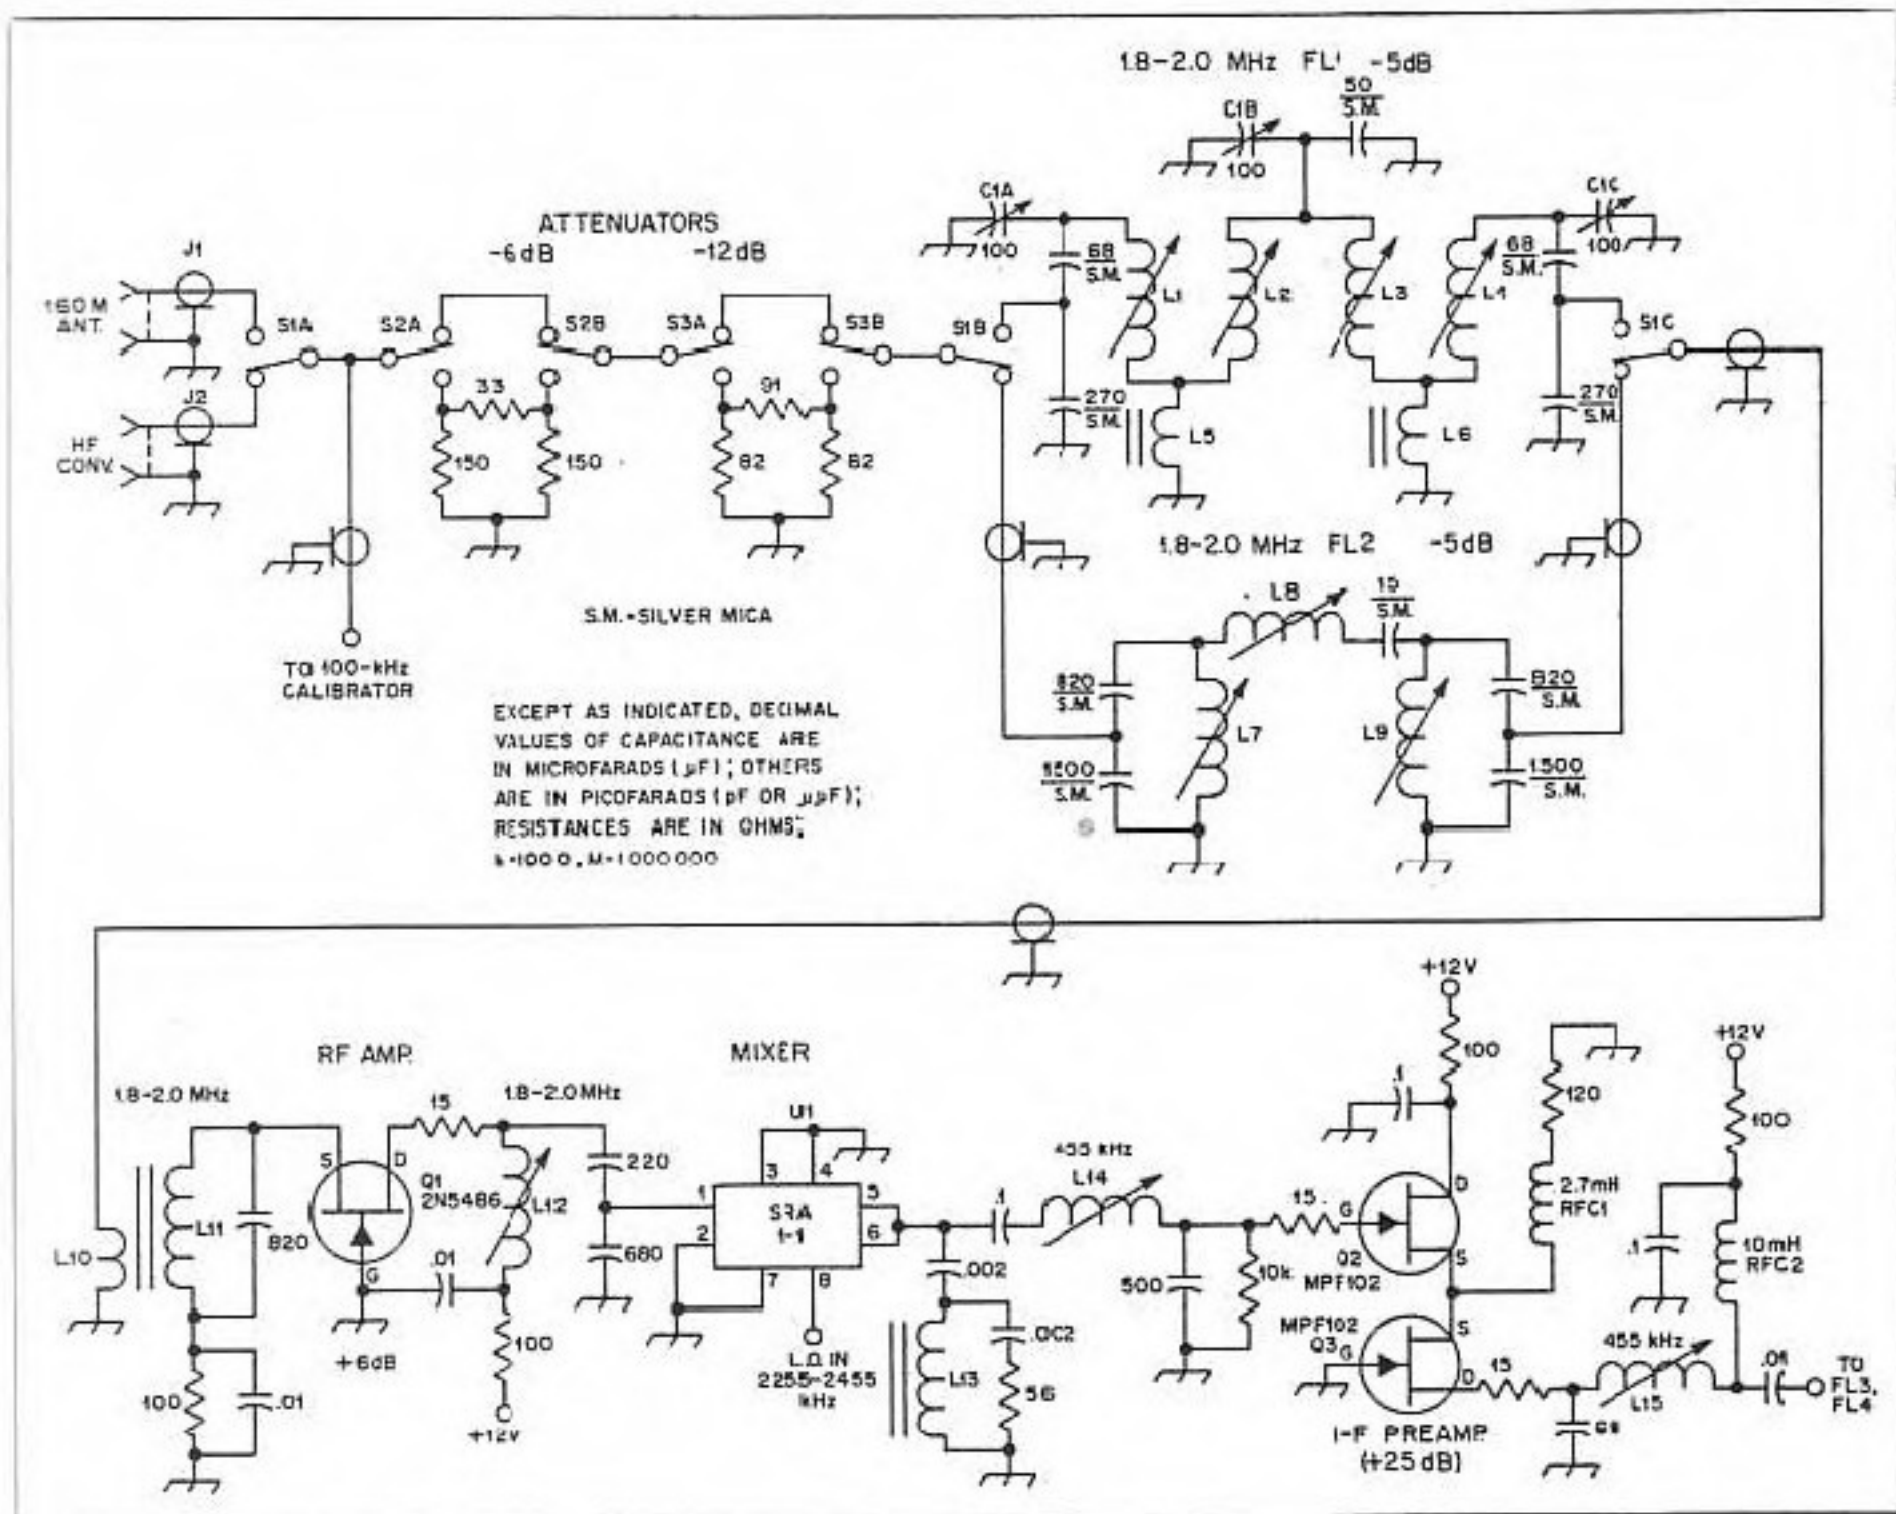 1.8-2.0 MHz FL1 -5dB
50
S.M.
C1B
100
C1A
100
C1C
100
ATTENUATORS
-6dB
-12dB
J1
160M
ANT.
S1A
S2A
S2B
S3A
S3B
S1B
S1C
68
S.M.
L1
L2
L3
L4
68
S.M.
J2
HF
CONV.
33
91
150
150
82
82
270
S.M.
L5
L6
270
S.M.
1.8-2.0 MHz FL2 -5dB
S.M.=SILVER MICA
TO 100-kHz
CALIBRATOR
L8
S.M.
820
S.M.
820
S.M.
L7
L9
S.M.
1500
S.M.
EXCEPT AS INDICATED, DECIMAL
VALUES OF CAPACITANCE ARE
IN MICROFARADS (µF); OTHERS
ARE IN PICOFARADS (pF OR µµF);
RESISTANCES ARE IN OHMS;
k=1000, M=1000000
+12V
100
.1
120
+12V
100
RF AMP.
MIXER
1.8-2.0 MHz
15
1.8-2.0 MHz
U1
S
D
Q1
2N5486
L12
220
3
4
1
5
SRA
1-1
2
6
7
8
680
455 kHz
L14
.1
15
G
D
S
Q2
MPF102
2.7mH
RFC1
.1
10mH
RFC2
L10
L11
820
G
.01
+6dB
100
+12V
.002
500
10k
MPF102
Q3
G
S
D
455 kHz
L.O. IN
2255-2455
kHz
L13
.002
56
15
L15
.01
TO
FL3,
FL4
68
100
.01
I-F PREAMP.
(+25dB)